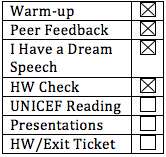 Warm-up
Peer Feedback
I Have a Dream
Speech
HW Check
UNICEF Reading
Presentations
HW/Exit Ticket